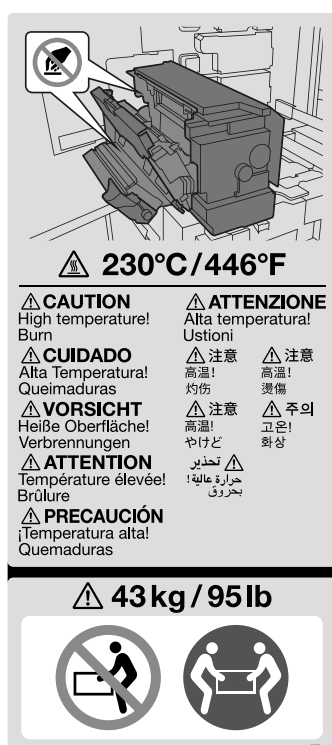 230°C/446°F
⚠CAUTION
High temperature!
Burn
⚠CUIDADO
Alta Temperatura!
Queimaduras
⚠VORSICHT
Heiße Oberfläche!
Verbrennungen
⚠ATTENTION
Température élevée!
Brûlure
⚠PRECAUCIÓN
¡Temperatura alta!
Quemaduras
⚠ATTENZIONE
Alta temperatura!
Ustioni
⚠注意
高温!
灼伤
⚠注意
高溫!
燙傷
⚠注意
高温!
やけど
⚠주의
고온!
화상
⚠ تحذير
حرارة عالية!
بحروق
⚠ 43 kg / 95 lb